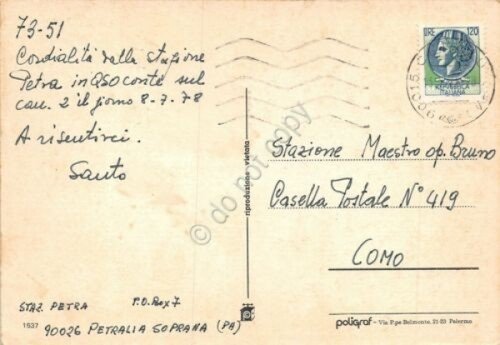 73-51
Cordialità dalla stazione
Petra in QSO con te sul
can. 2 il giorno 8-7-78
A risentirci.
Santo
STAZ. PETRA P.O. Box 7
1537 90026 PETRALIA SOPRANA (PA)
riproduzione vietata
do not copy
LIRE 120
REPUBBLICA
ITALIANA
Stazione Maestro op. Bruno
Casella Postale N° 419
COMO
poligraf - Via P.pe Belmonte, 21-23 Palermo